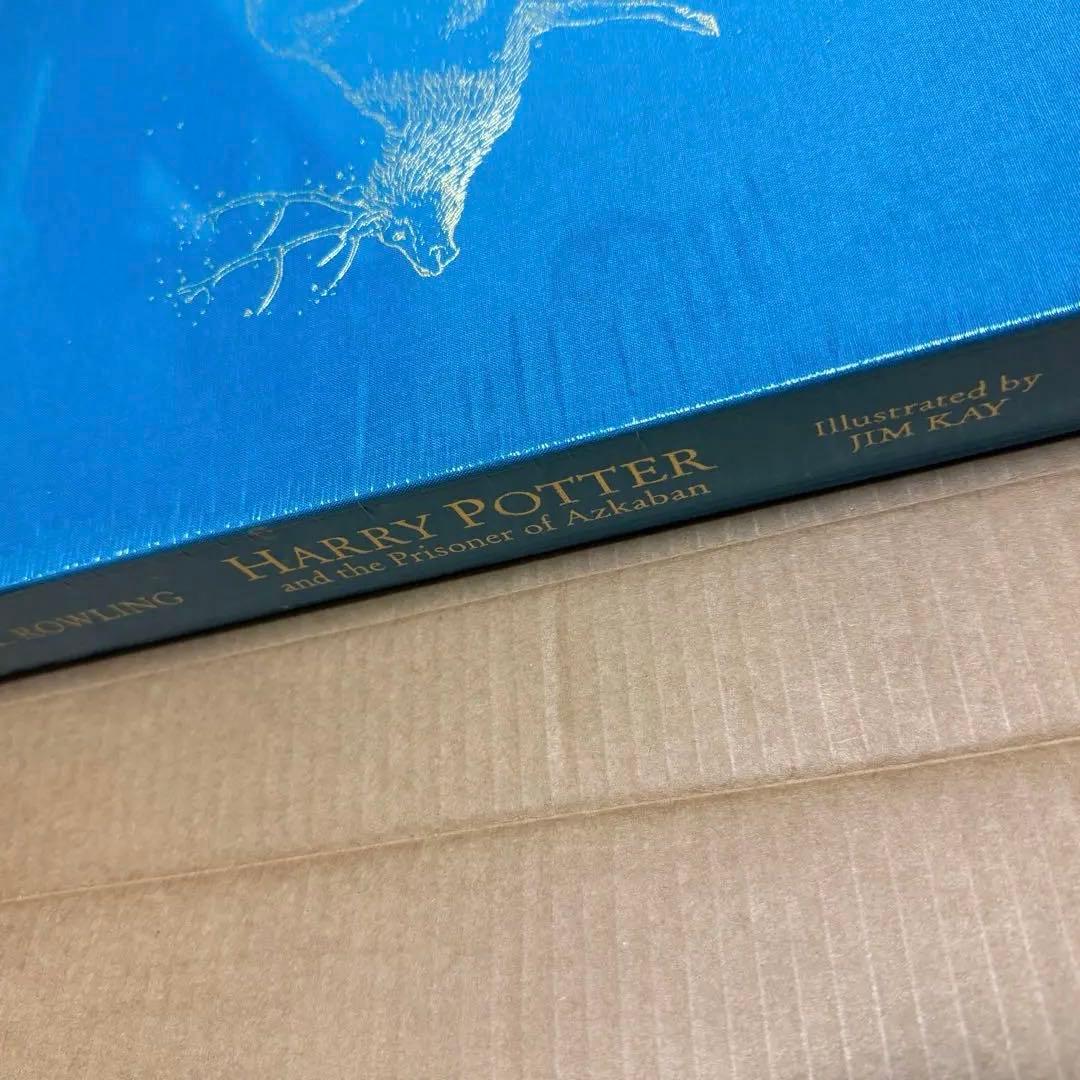 ROWLING
HARRY POTTER
and the Prisoner of Azkaban
Illustrated by
JIM KAY